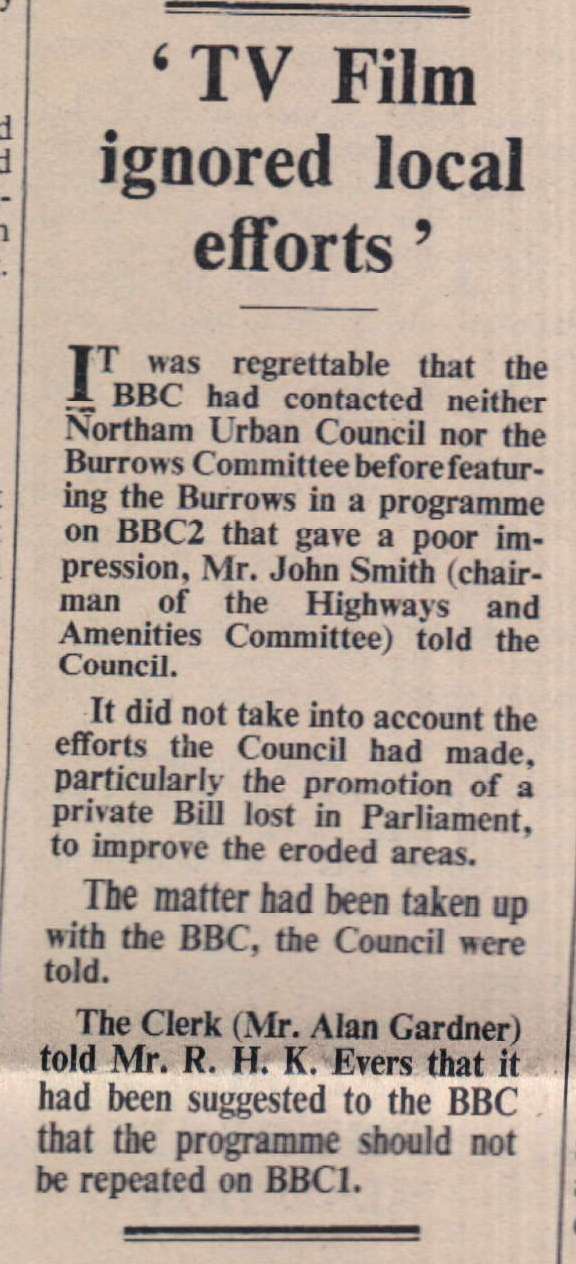 ‘ TV Film
ignored local
efforts ’
IT was regrettable that the
BBC had contacted neither
Northam Urban Council nor the
Burrows Committee before featur-
ing the Burrows in a programme
on BBC2 that gave a poor im-
pression, Mr. John Smith (chair-
man of the Highways and
Amenities Committee) told the
Council.
It did not take into account the
efforts the Council had made,
particularly the promotion of a
private Bill lost in Parliament,
to improve the eroded areas.
The matter had been taken up
with the BBC, the Council were
told.
The Clerk (Mr. Alan Gardner)
told Mr. R. H. K. Evers that it
had been suggested to the BBC
that the programme should not
be repeated on BBC1.